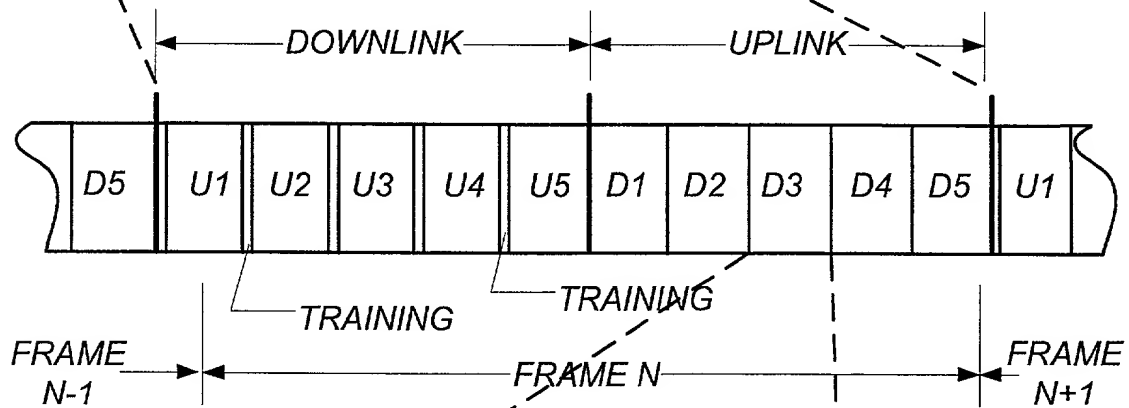 DOWNLINK UPLINK
D5 U1 U2 U3 U4 U5 D1 D2 D3 D4 D5 U1
TRAINING TRAINING
FRAME N-1 FRAME N FRAME N+1